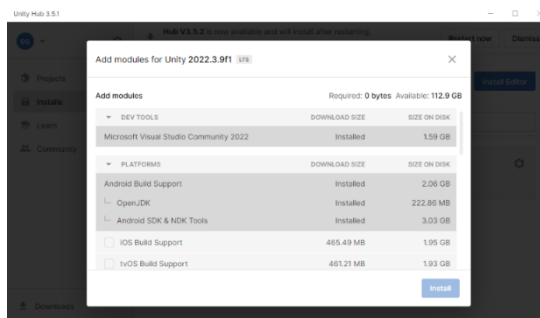 Unity Hub 3.5.1
Hub V3.5.2 is now available and will install after restarting.
Restart now Dismiss
Add modules for Unity 2022.3.9f1 LTS
Projects
Installs
Learn
Community
Install Editor
Add modules Required: 0 bytes Available: 112.9 GB
DEV TOOLS DOWNLOAD SIZE SIZE ON DISK
Microsoft Visual Studio Community 2022 Installed 1.59 GB
PLATFORMS DOWNLOAD SIZE SIZE ON DISK
Android Build Support Installed 2.06 GB
OpenJDK Installed 222.86 MB
Android SDK & NDK Tools Installed 3.03 GB
iOS Build Support 465.49 MB 1.95 GB
tvOS Build Support 461.21 MB 1.93 GB
Install
Downloads